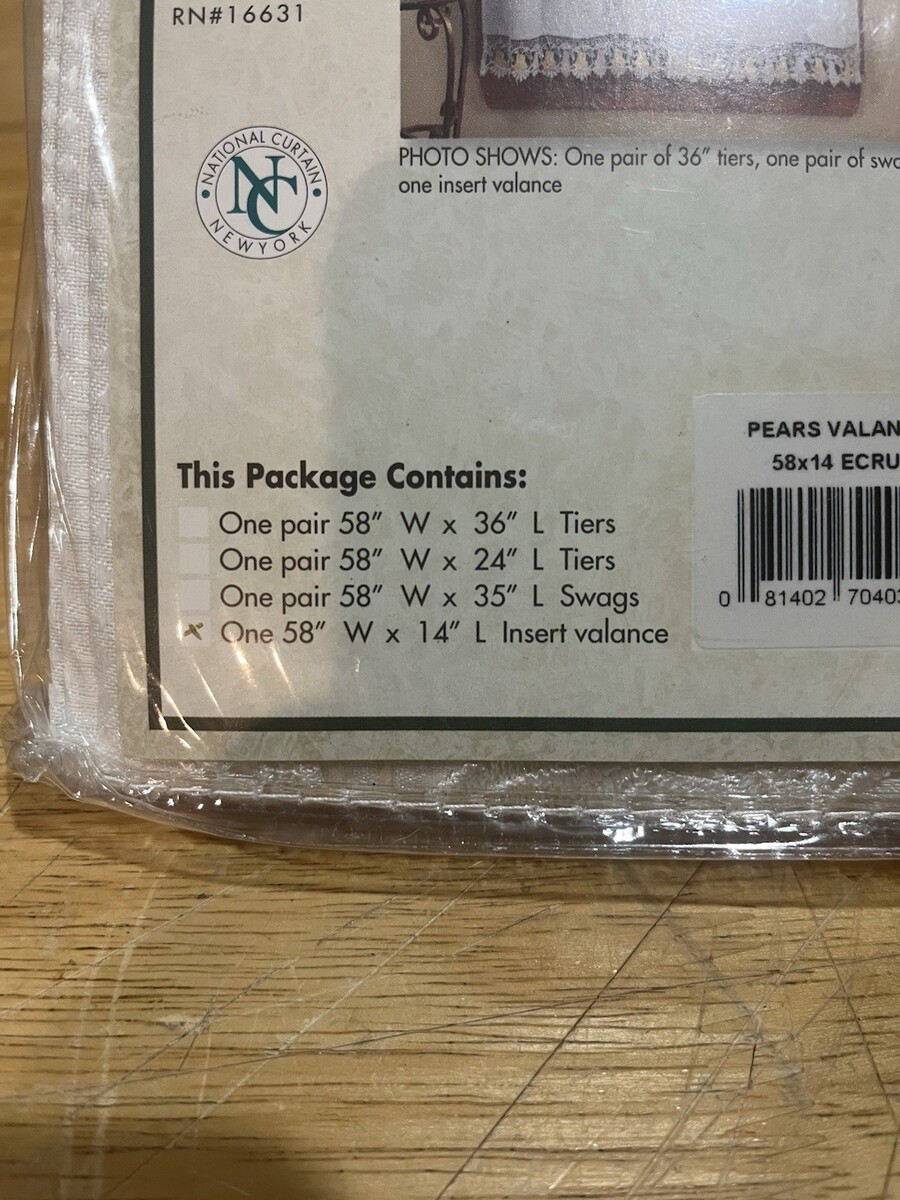 RN#16631
NATIONAL CURTAIN
NC
NEW YORK
PHOTO SHOWS: One pair of 36" tiers, one pair of swa
one insert valance
This Package Contains:
One pair 58" W x 36" L Tiers
One pair 58" W x 24" L Tiers
One pair 58" W x 35" L Swags
x One 58" W x 14" L Insert valance
PEARS VALAN
58x14 ECRU
0 81402 70403